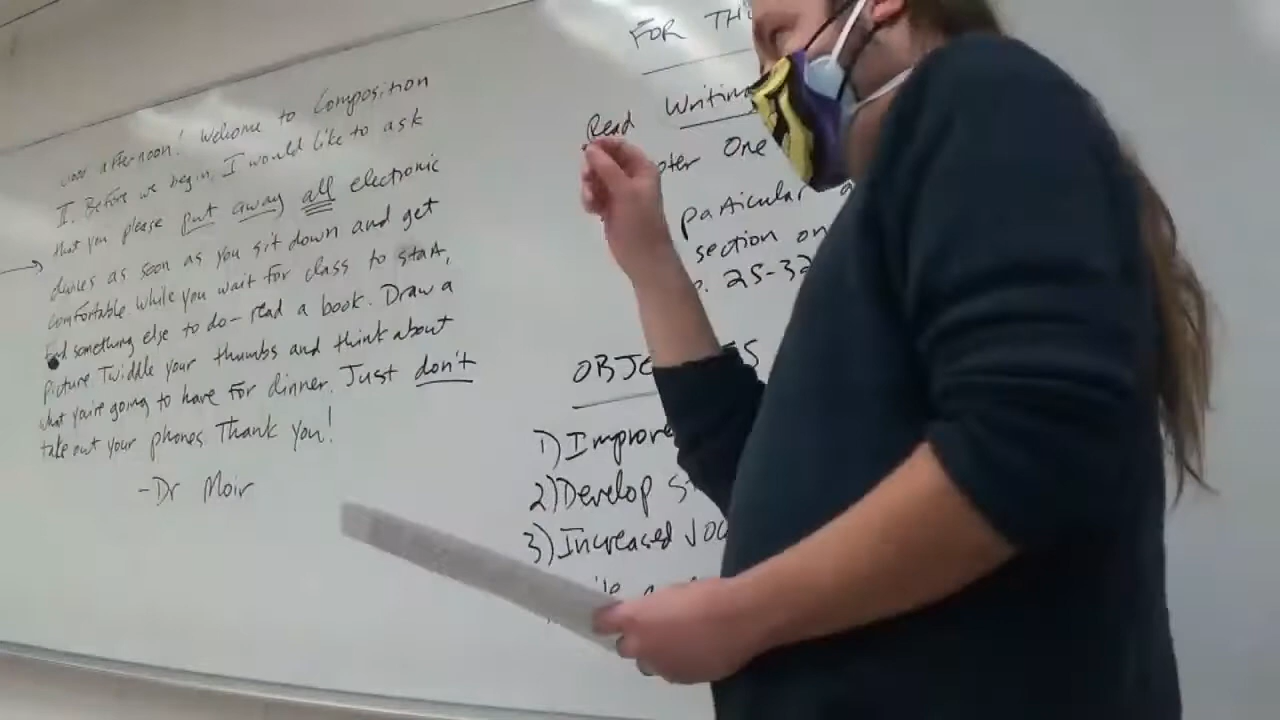 afternoon! Welcome to Composition
II. Before we begin, I would like to ask
that you please put away all electronic
devices as soon as you sit down and get
comfortable. While you wait for class to start,
find something else to do - read a book. Draw a
picture. Twiddle your thumbs and think about
what you're going to have for dinner. Just don't
take out your phones. Thank you!
-Dr Moir
FOR
Read Writing
One
particular
section on
25-32
OBJE
1) Improve
2) Develop
3) Increased